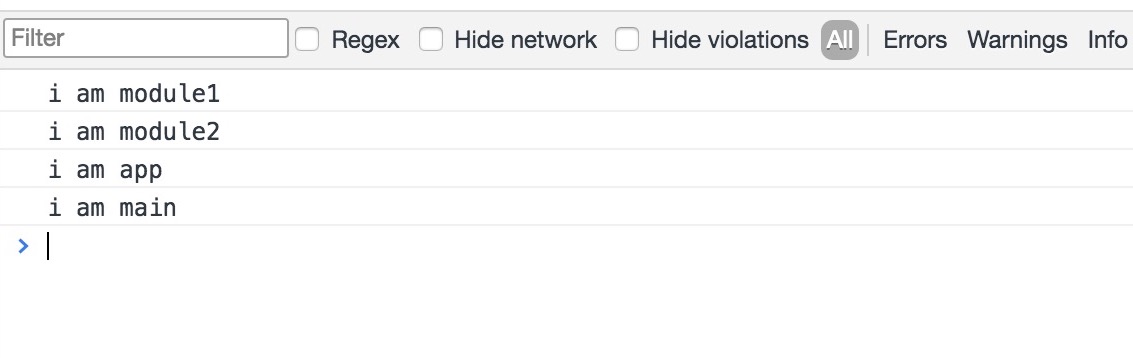 Filter Regex Hide network Hide violations All Errors Warnings Info
i am module1
i am module2
i am app
i am main
>